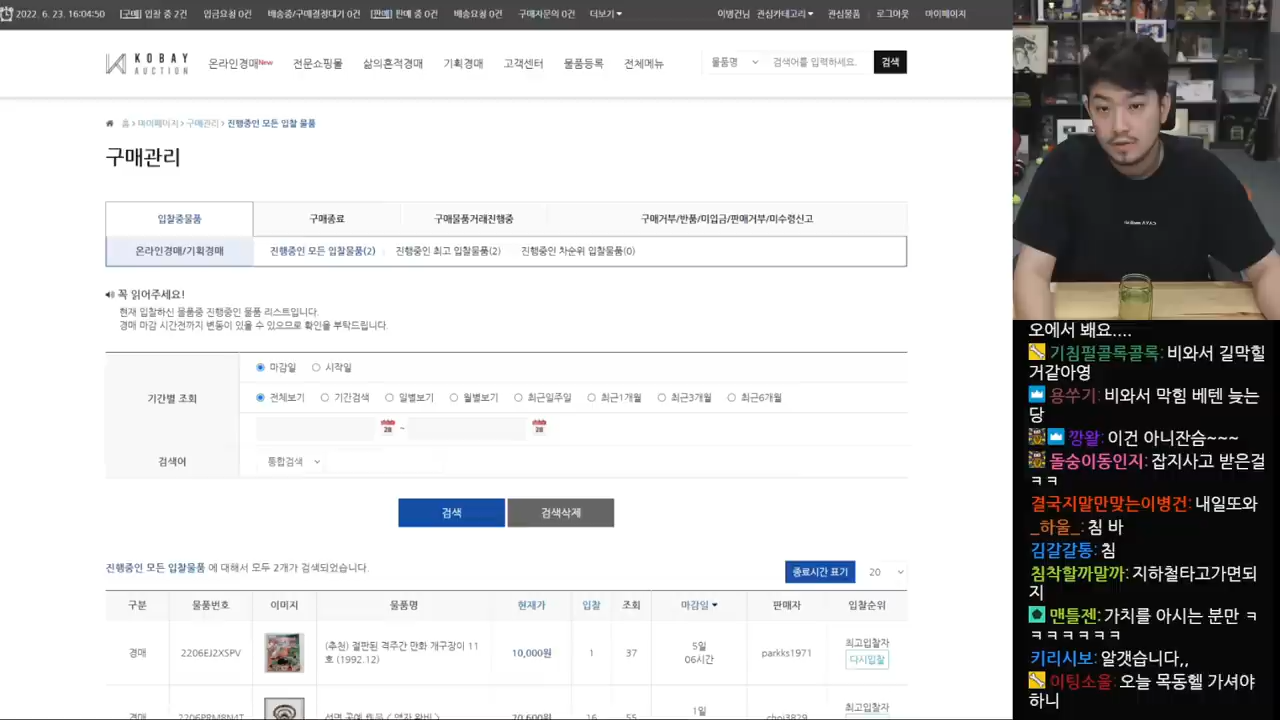 2022. 6. 23. 16:04:50 [구매] 입찰 중 2건 입금요청 0건 배송중/구매결정대기 0건 [판매] 판매 중 0건 배송요청 0건 구매자문의 0건 더보기 이병건님 관심카테고리 관심물품 로그아웃 마이페이지
KOBAY
AUCTION
온라인경매New 전문쇼핑몰 삶의흔적경매 기획경매 고객센터 물품등록 전체메뉴 물품명 검색어를 입력하세요. 검색
홈 > 마이페이지 > 구매관리 > 진행중인 모든 입찰 물품
구매관리
입찰중물품 구매종료 구매물품거래진행중 구매거부/반품/미입금/판매거부/미수령신고
온라인경매/기획경매 진행중인 모든 입찰물품(2) 진행중인 최고 입찰물품(2) 진행중인 차순위 입찰물품(0)
꼭 읽어주세요!
현재 입찰하신 물품중 진행중인 물품 리스트입니다.
경매 마감 시간전까지 변동이 있을 수 있으므로 확인을 부탁드립니다.
기간별 조회
마감일 시작일
전체보기 기간검색 일별보기 월별보기 최근일주일 최근1개월 최근3개월 최근6개월
28 ~ 28
검색어 통합검색
검색 검색삭제
진행중인 모든 입찰물품 에 대해서 모두 2개가 검색되었습니다.
종료시간 표기 20
구분 물품번호 이미지 물품명 현재가 입찰 조회 마감일 판매자 입찰순위
경매 2206EJ2XSPV (추천) 절판된 격주간 만화 개구장이 11
호 (1992.12) 10,000원 1 37 5일
06시간 parkks1971 최고입찰자
다시입찰
경매 20,600원 16 55 1일 choi3829 최고입찰자
오에서 봬요....
기침펄콜록콜록: 비와서 길막힐
거같아영
용쑤기: 비와서 막힘 베텐 늦는
당
깡왈: 이건 아니잔슴~~~
돌숭이동인지: 잡지사고 받은걸
ㅋㅋ
결국지말만맞는이병건: 내일또와
_하울_: 침 바
김갈갈통: 침
침착할까말까: 지하철타고가면되
지
맨틀젠: 가치를 아시는 분만 ㅋ
ㅋㅋㅋㅋㅋㅋ
키리시보: 알갯습니다,,
이팅소울: 오늘 목동헬 가셔야
하니